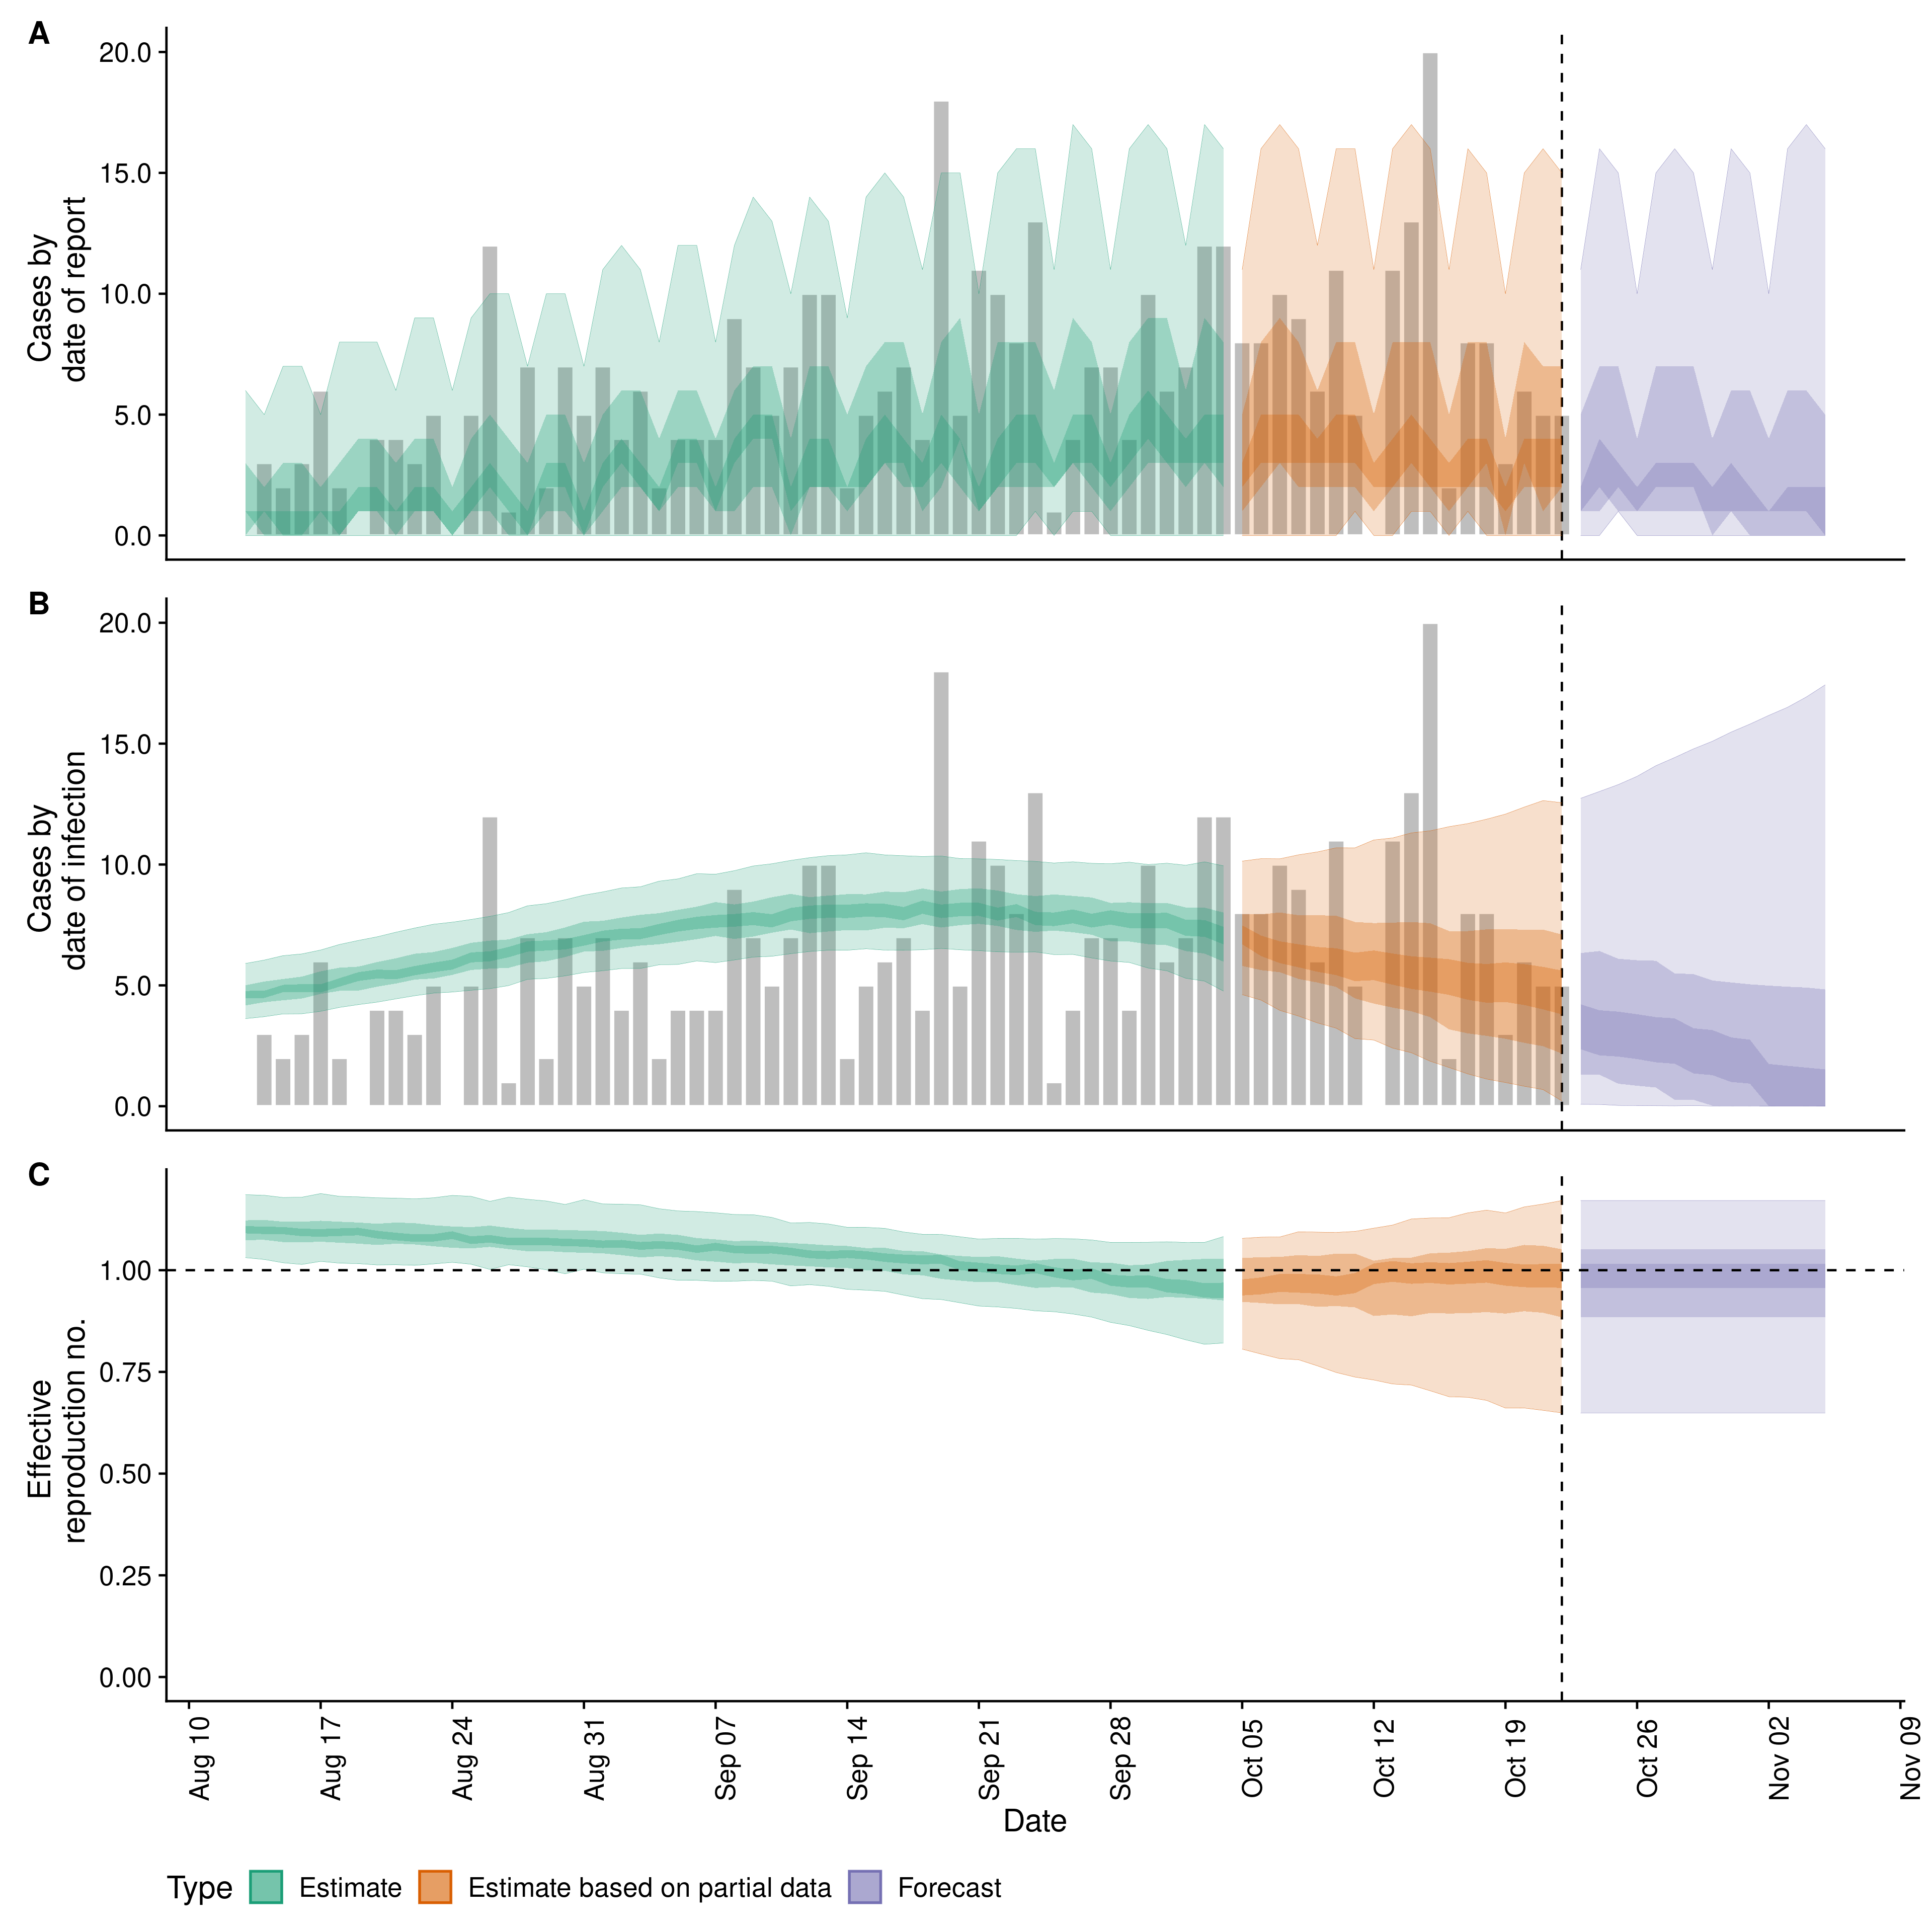 A
20.0
15.0
10.0
5.0
0.0
Cases by
date of report
B
20.0
15.0
10.0
5.0
0.0
Cases by
date of infection
C
1.00
0.75
0.50
0.25
0.00
Effective
reproduction no.
Aug 10
Aug 17
Aug 24
Aug 31
Sep 07
Sep 14
Sep 21
Sep 28
Oct 05
Oct 12
Oct 19
Oct 26
Nov 02
Nov 09
Date
Type Estimate Estimate based on partial data Forecast